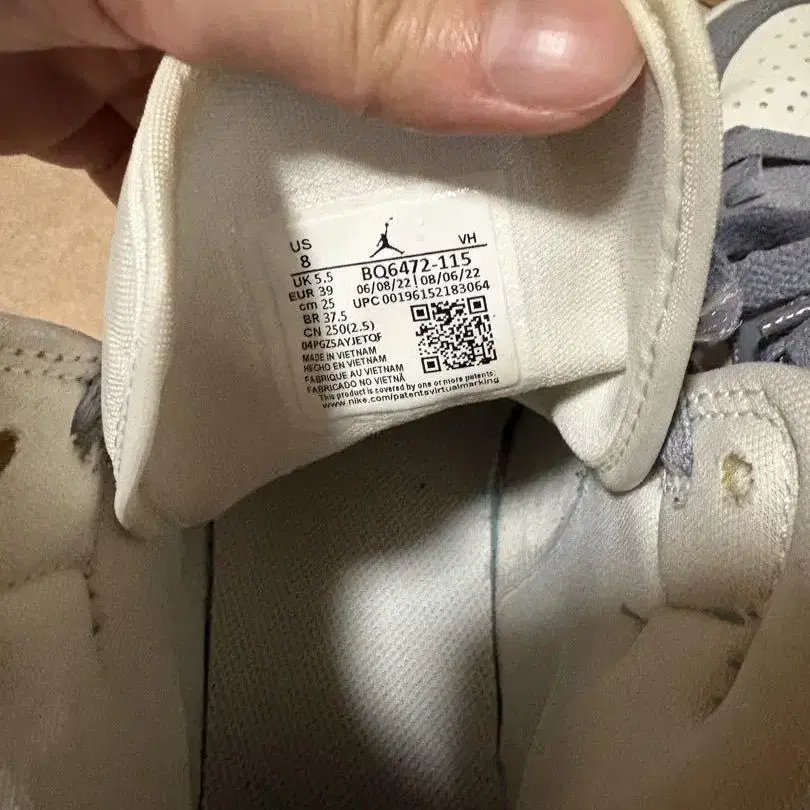 US
8
VH
UK 5.5
BQ6472-115
EUR 39
06/08/22 | 08/06/22
cm 25
UPC 00196152183064
BR 37.5
CN 250(2.5)
04PGZ5AYJETQF
MADE IN VIETNAM
HECHO EN VIETNAM
FABRIQUE AU VIETNAM
FABRICADO NO VIETNÃ
This product is covered by one or more patents.
www.nike.com/patentsvirtualmarking